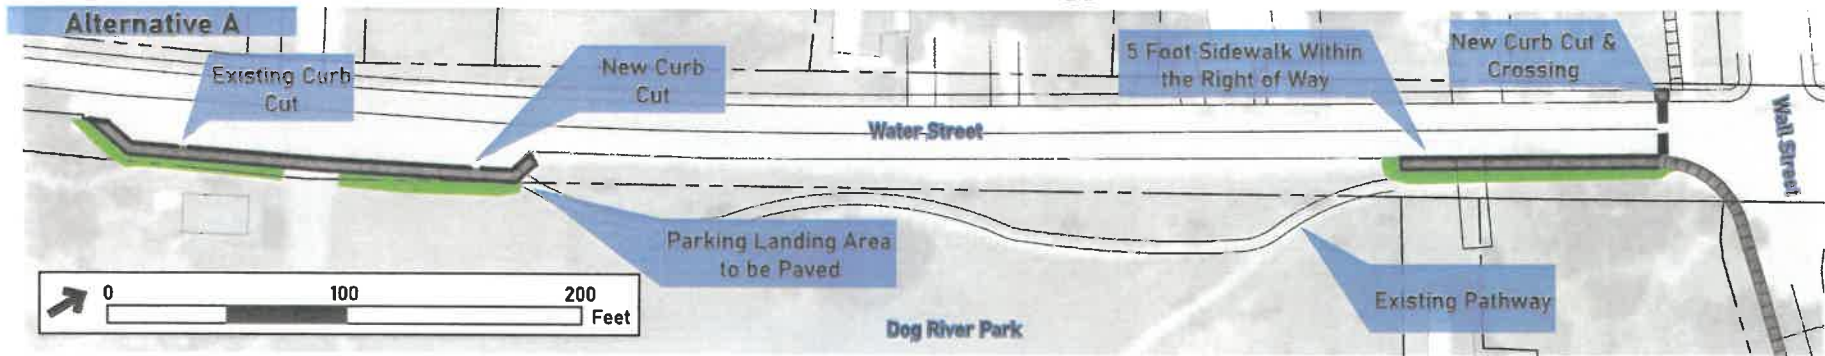 Alternative A
Existing Curb
Cut
New Curb
Cut
5 Foot Sidewalk Within
the Right of Way
New Curb Cut &
Crossing
Water Street
Wall Street
Parking Landing Area
to be Paved
Existing Pathway
Dog River Park
0 100 200
Feet